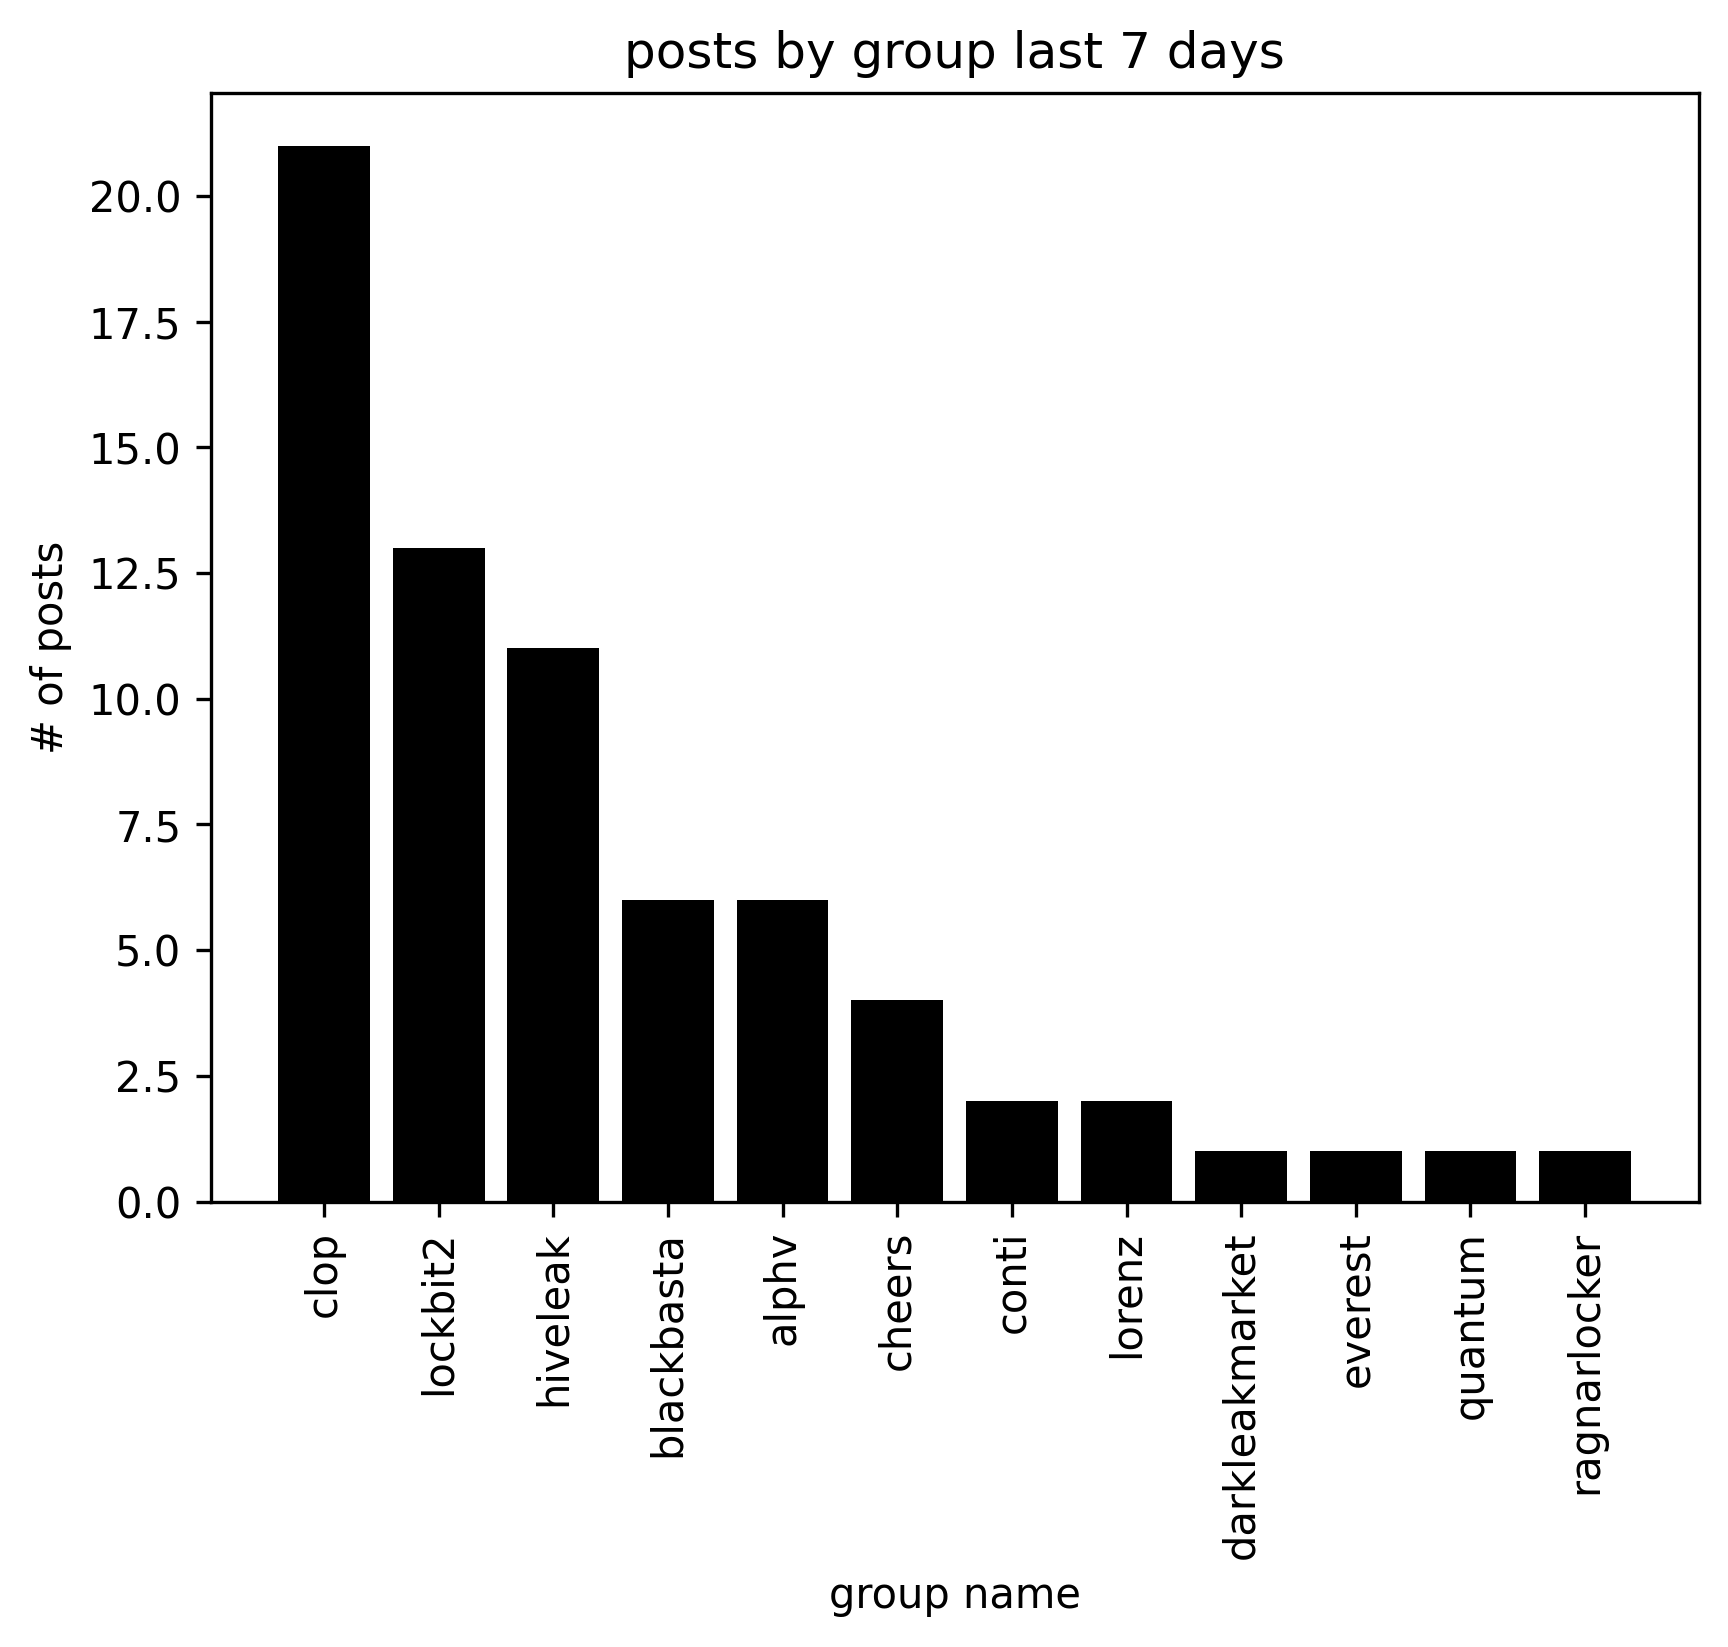 posts by group last 7 days
# of posts
20.0
17.5
15.0
12.5
10.0
7.5
5.0
2.5
0.0
clop
lockbit2
hiveleak
blackbasta
alphv
cheers
conti
lorenz
darkleakmarket
everest
quantum
ragnarlocker
group name